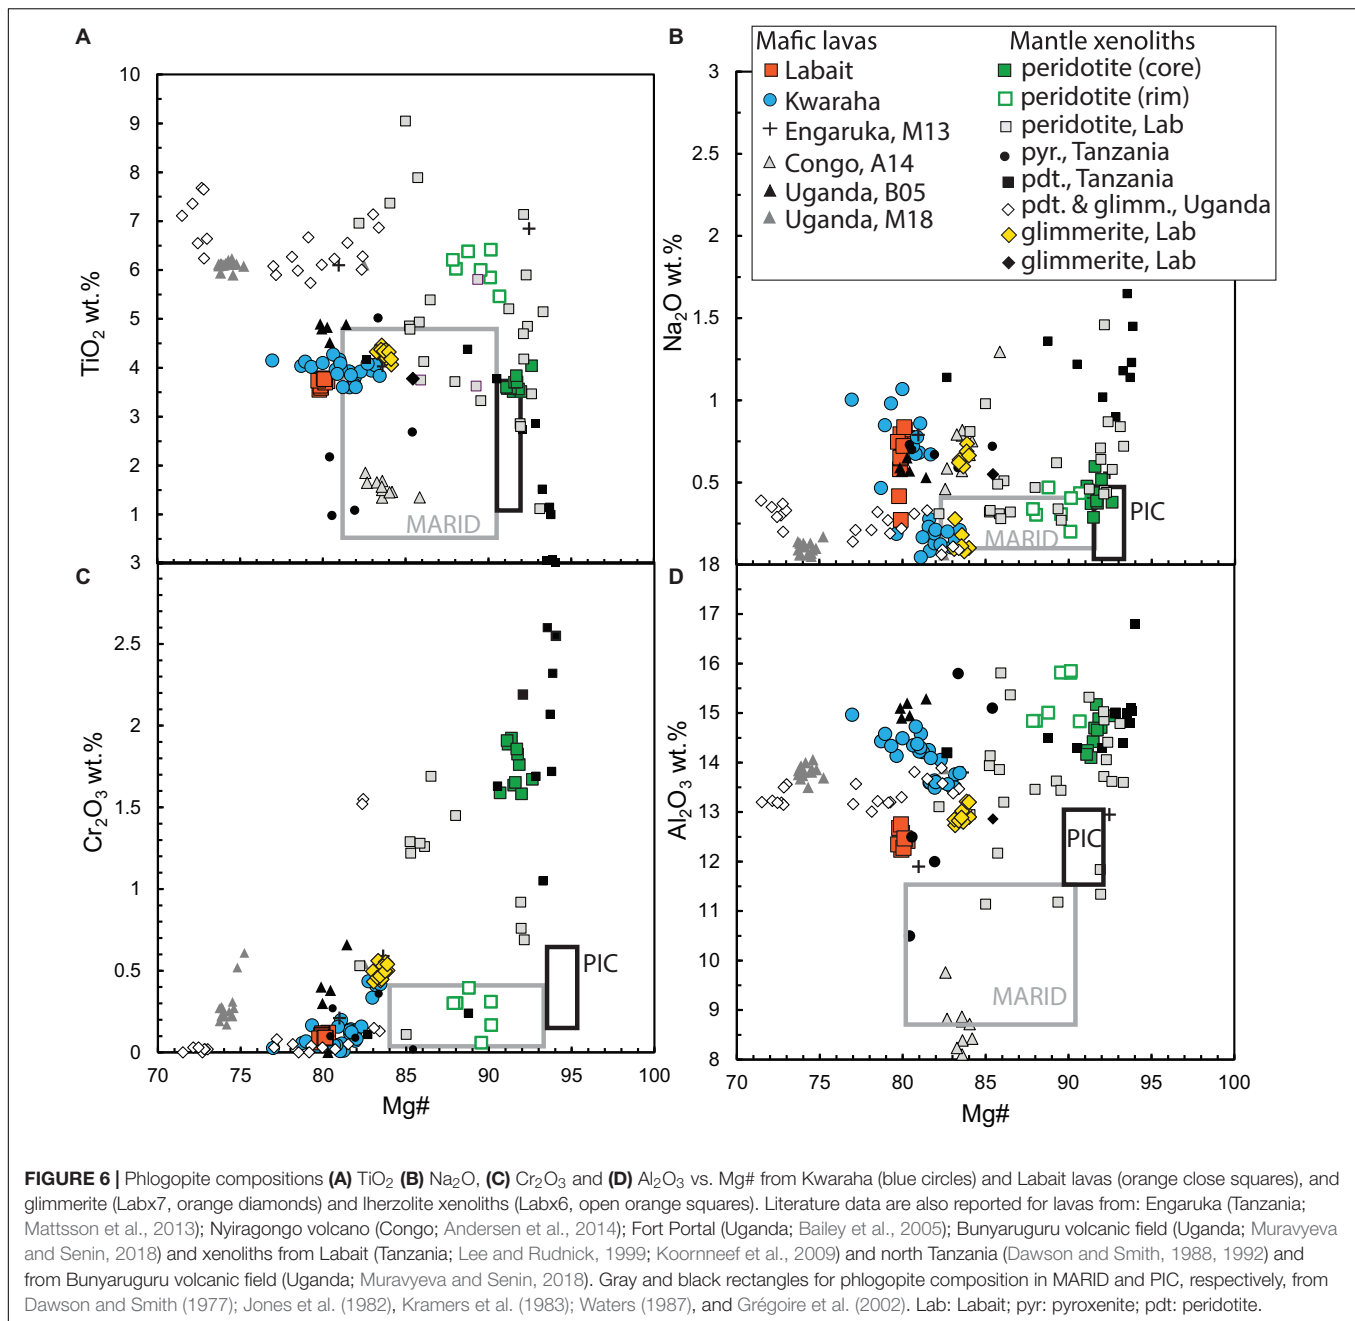 A
B
Mafic lavas
Labait
Kwaraha
Engaruka, M13
Congo, A14
Uganda, B05
Uganda, M18
Mantle xenoliths
peridotite (core)
peridotite (rim)
peridotite, Lab
pyr., Tanzania
pdt., Tanzania
pdt. & glimm., Uganda
glimmerite, Lab
glimmerite, Lab
10
9
8
7
6
5
4
3
2
1
TiO2 wt.%
MARID
3
2.5
2
1.5
1
0.5
Na2O wt.%
MARID
PIC
C
3
2.5
2
1.5
1
0.5
0
Cr2O3 wt.%
PIC
70
75
80
85
90
95
100
Mg#
D
18
17
16
15
14
13
12
11
10
9
8
Al2O3 wt.%
PIC
MARID
70
75
80
85
90
95
100
Mg#
FIGURE 6 | Phlogopite compositions (A) TiO2 (B) Na2O, (C) Cr2O3 and (D) Al2O3 vs. Mg# from Kwaraha (blue circles) and Labait lavas (orange close squares), and
glimmerite (Labx7, orange diamonds) and lherzolite xenoliths (Labx6, open orange squares). Literature data are also reported for lavas from: Engaruka (Tanzania;
Mattsson et al., 2013); Nyiragongo volcano (Congo; Andersen et al., 2014); Fort Portal (Uganda; Bailey et al., 2005); Bunyaruguru volcanic field (Uganda; Muravyeva
and Senin, 2018) and xenoliths from Labait (Tanzania; Lee and Rudnick, 1999; Koornneef et al., 2009) and north Tanzania (Dawson and Smith, 1988, 1992) and
from Bunyaruguru volcanic field (Uganda; Muravyeva and Senin, 2018). Gray and black rectangles for phlogopite composition in MARID and PIC, respectively, from
Dawson and Smith (1977); Jones et al. (1982), Kramers et al. (1983); Waters (1987), and Grégoire et al. (2002). Lab: Labait; pyr: pyroxenite; pdt: peridotite.